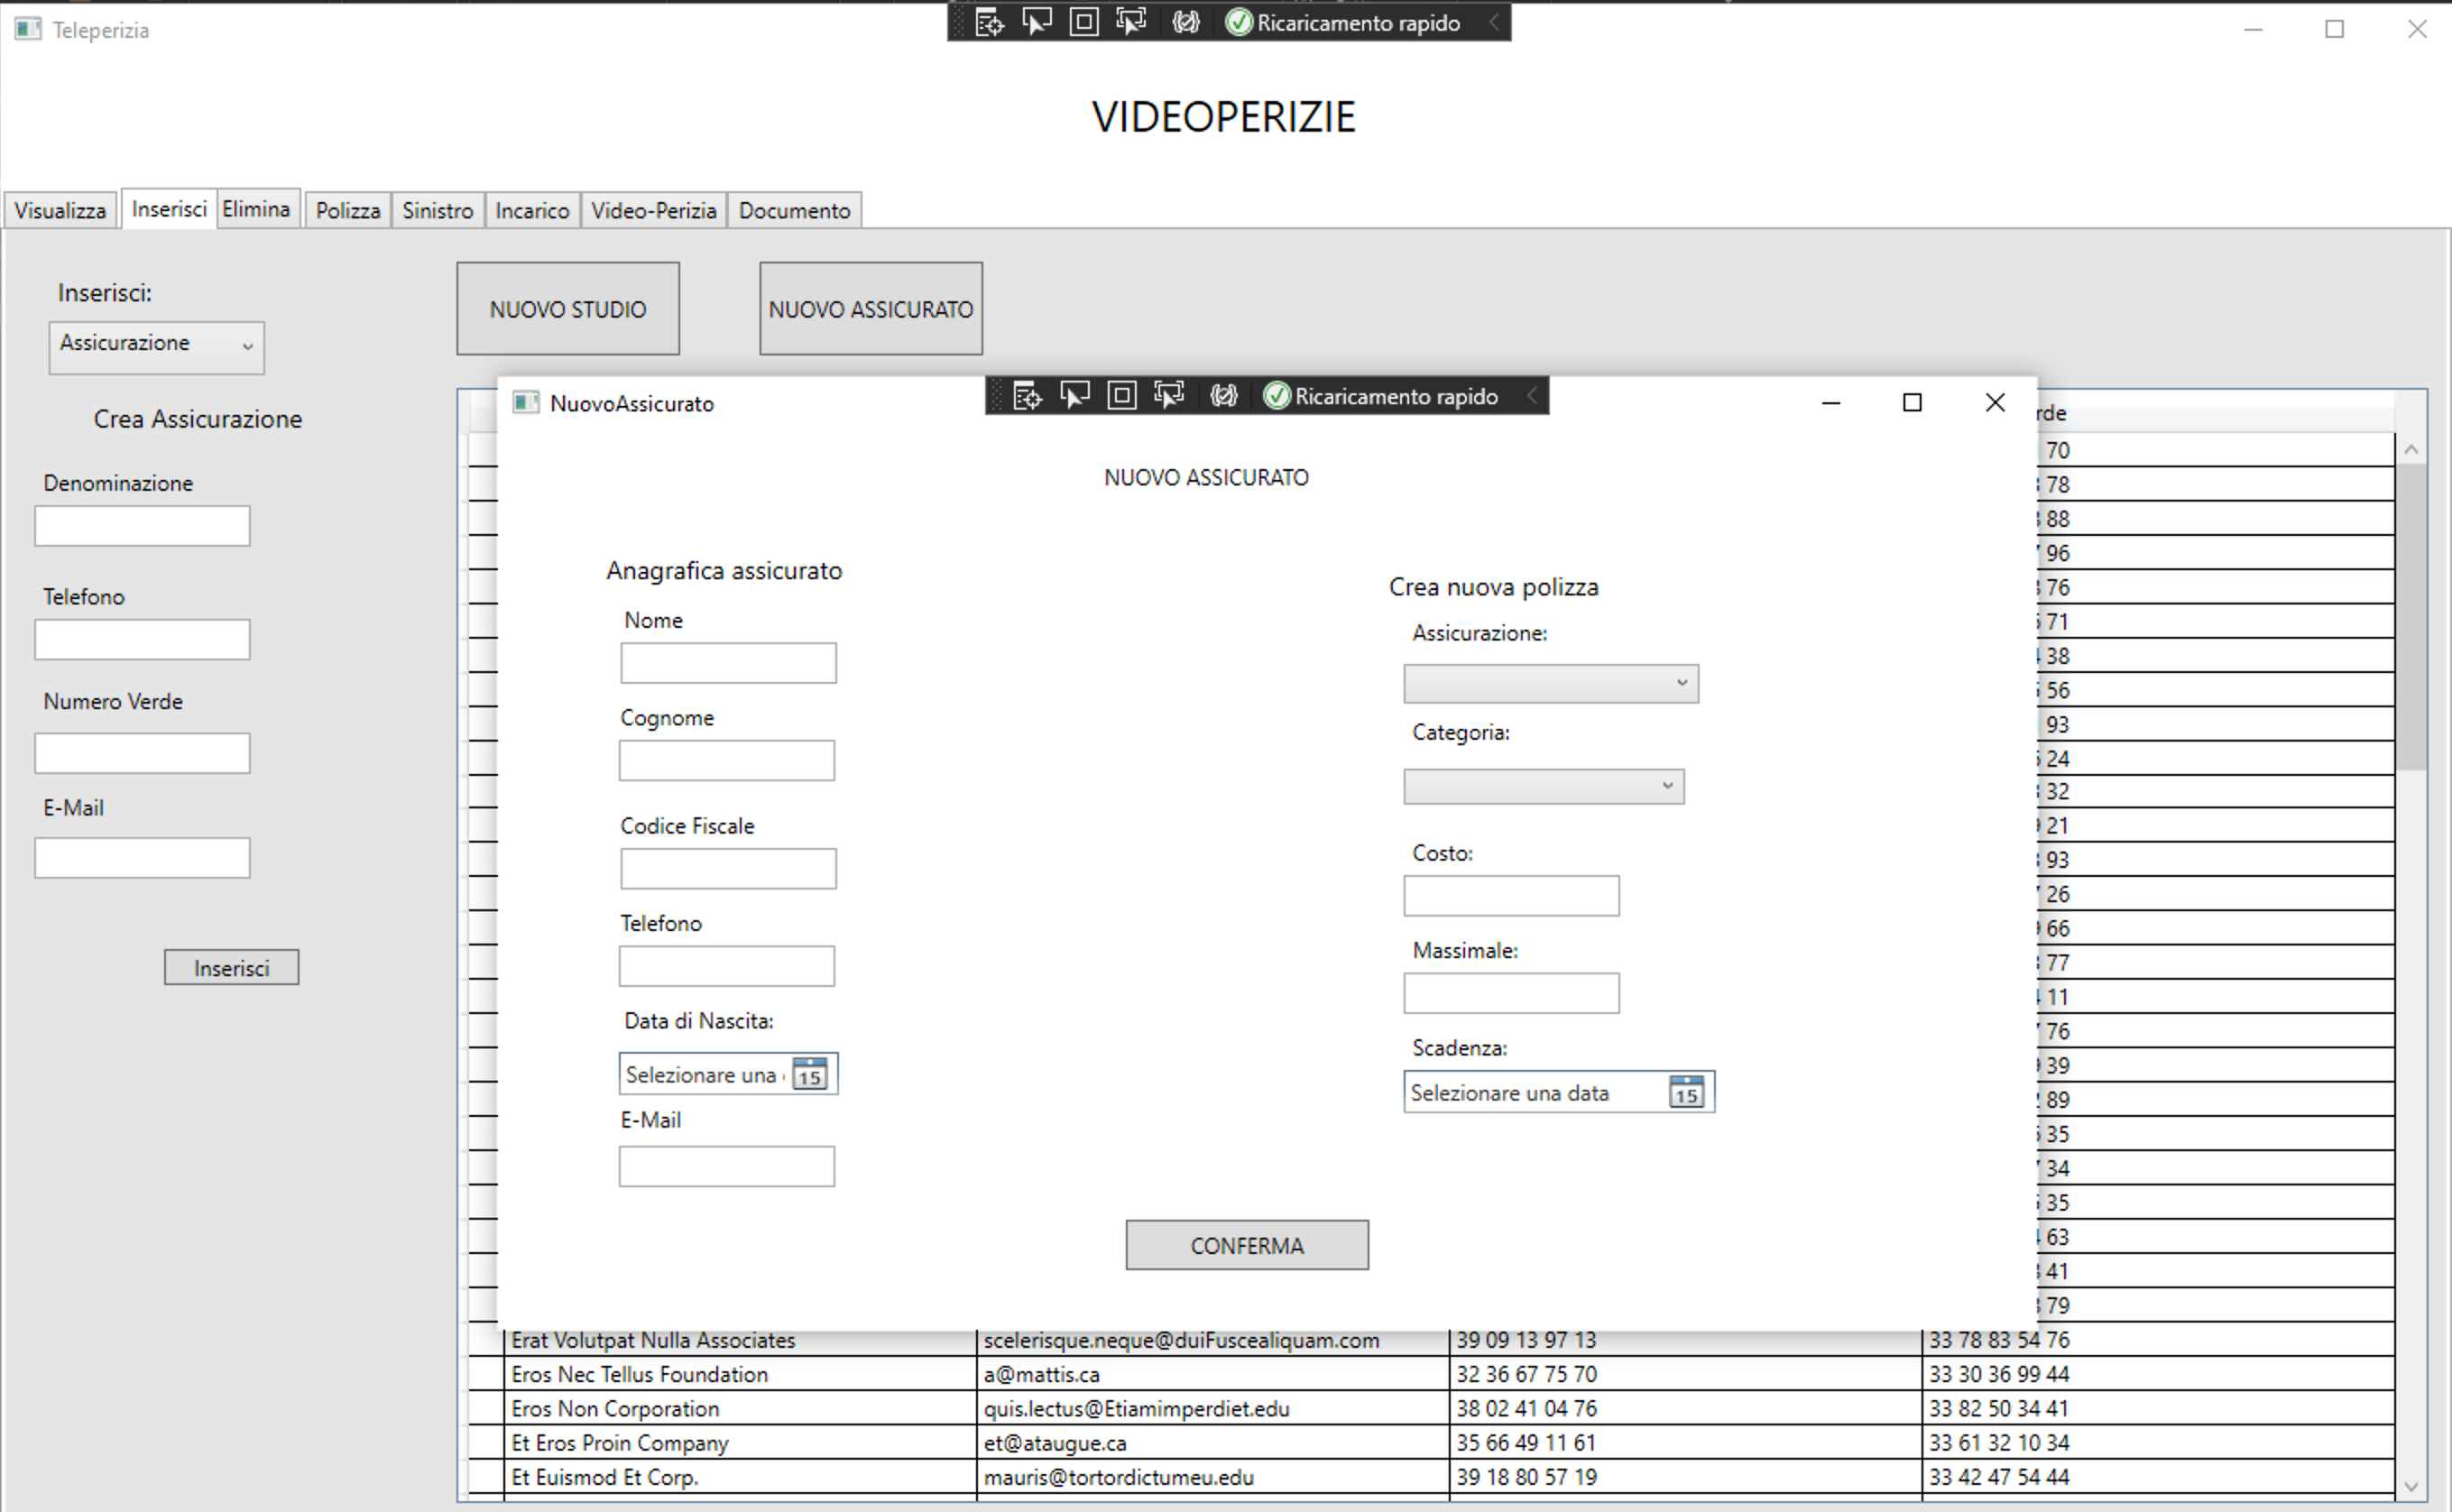 Teleperizia
Ricaricamento rapido
VIDEOPERIZIE
Visualizza Inserisci Elimina Polizza Sinistro Incarico Video-Perizia Documento
Inserisci:
Assicurazione
NUOVO STUDIO NUOVO ASSICURATO
Crea Assicurazione
Denominazione
Telefono
Numero Verde
E-Mail
Inserisci
NuovoAssicurato
Ricaricamento rapido
NUOVO ASSICURATO
Anagrafica assicurato
Nome
Cognome
Codice Fiscale
Telefono
Data di Nascita:
Selezionare una
15
E-Mail
Crea nuova polizza
Assicurazione:
Categoria:
Costo:
Massimale:
Scadenza:
Selezionare una data
15
CONFERMA
70
78
88
96
76
71
38
56
93
24
32
21
93
26
66
77
11
76
39
89
35
34
35
63
41
79
Erat Volutpat Nulla Associates scelerisque.neque@duiFuscealiquam.com 39 09 13 97 13 33 78 83 54 76
Eros Nec Tellus Foundation a@mattis.ca 32 36 67 75 70 33 30 36 99 44
Eros Non Corporation quis.lectus@Etiamimperdiet.edu 38 02 41 04 76 33 82 50 34 41
Et Eros Proin Company et@ataugue.ca 35 66 49 11 61 33 61 32 10 34
Et Euismod Et Corp. mauris@tortordictumeu.edu 39 18 80 57 19 33 42 47 54 44